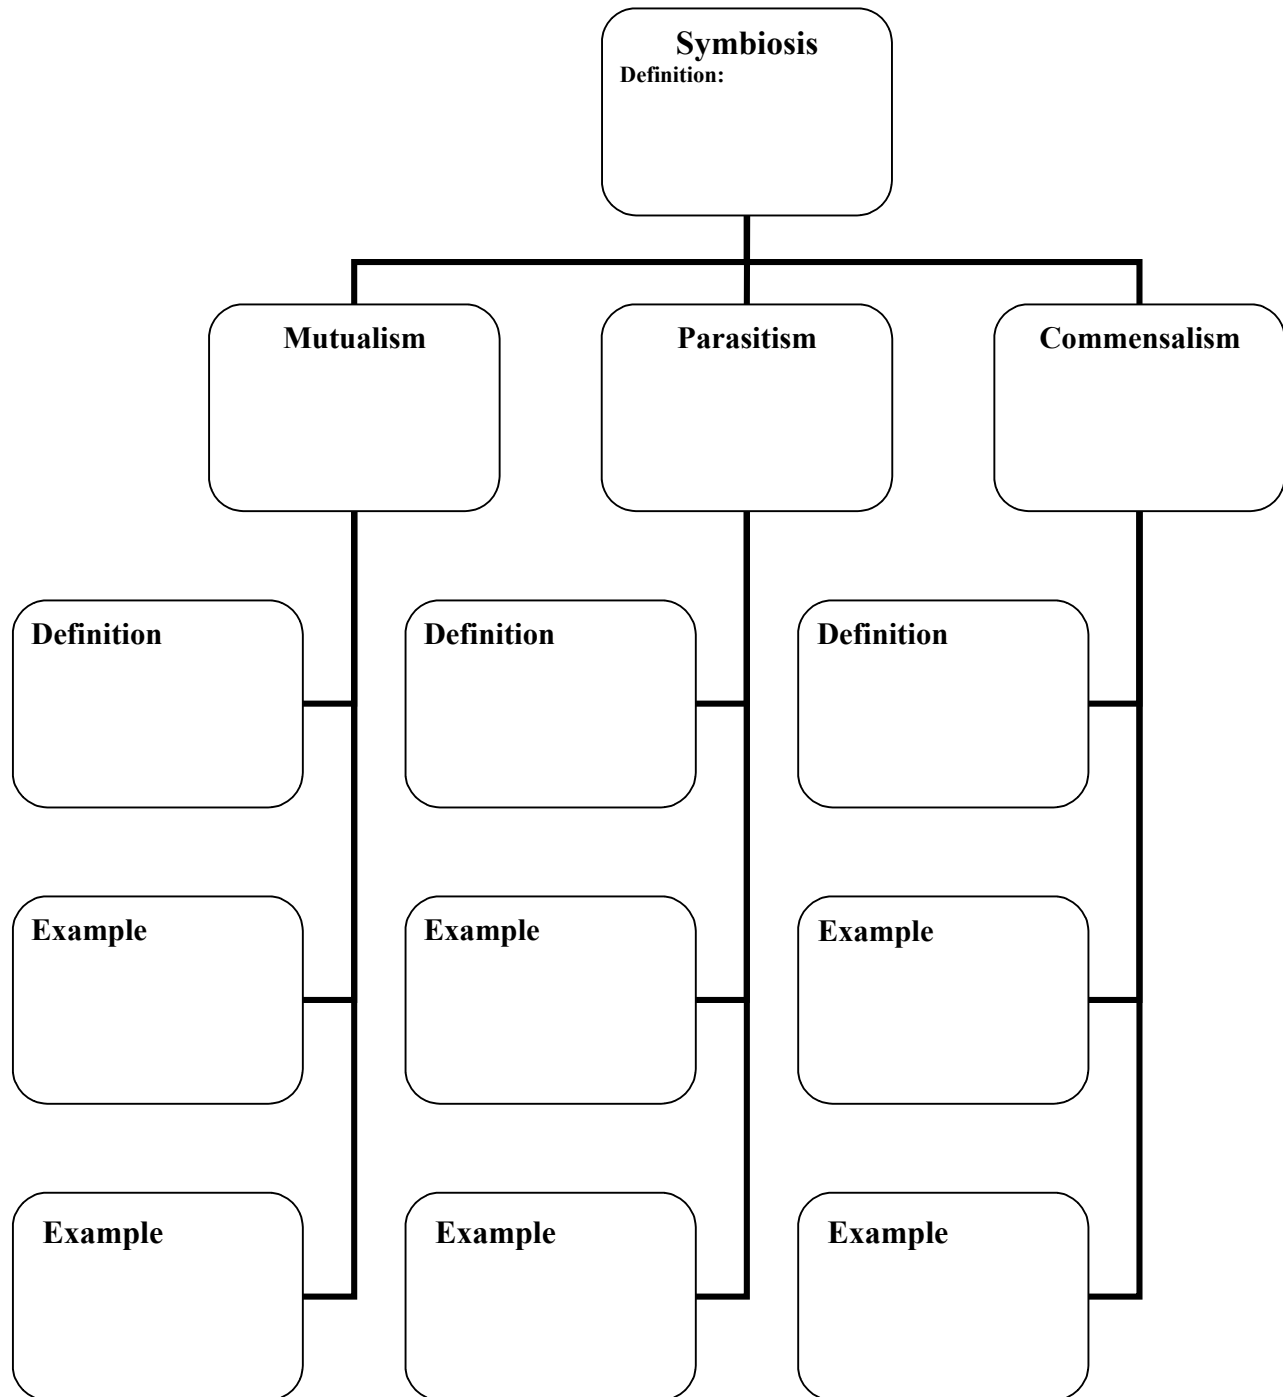 Symbiosis
Definition:
Mutualism
Parasitism
Commensalism
Definition
Definition
Definition
Example
Example
Example
Example
Example
Example